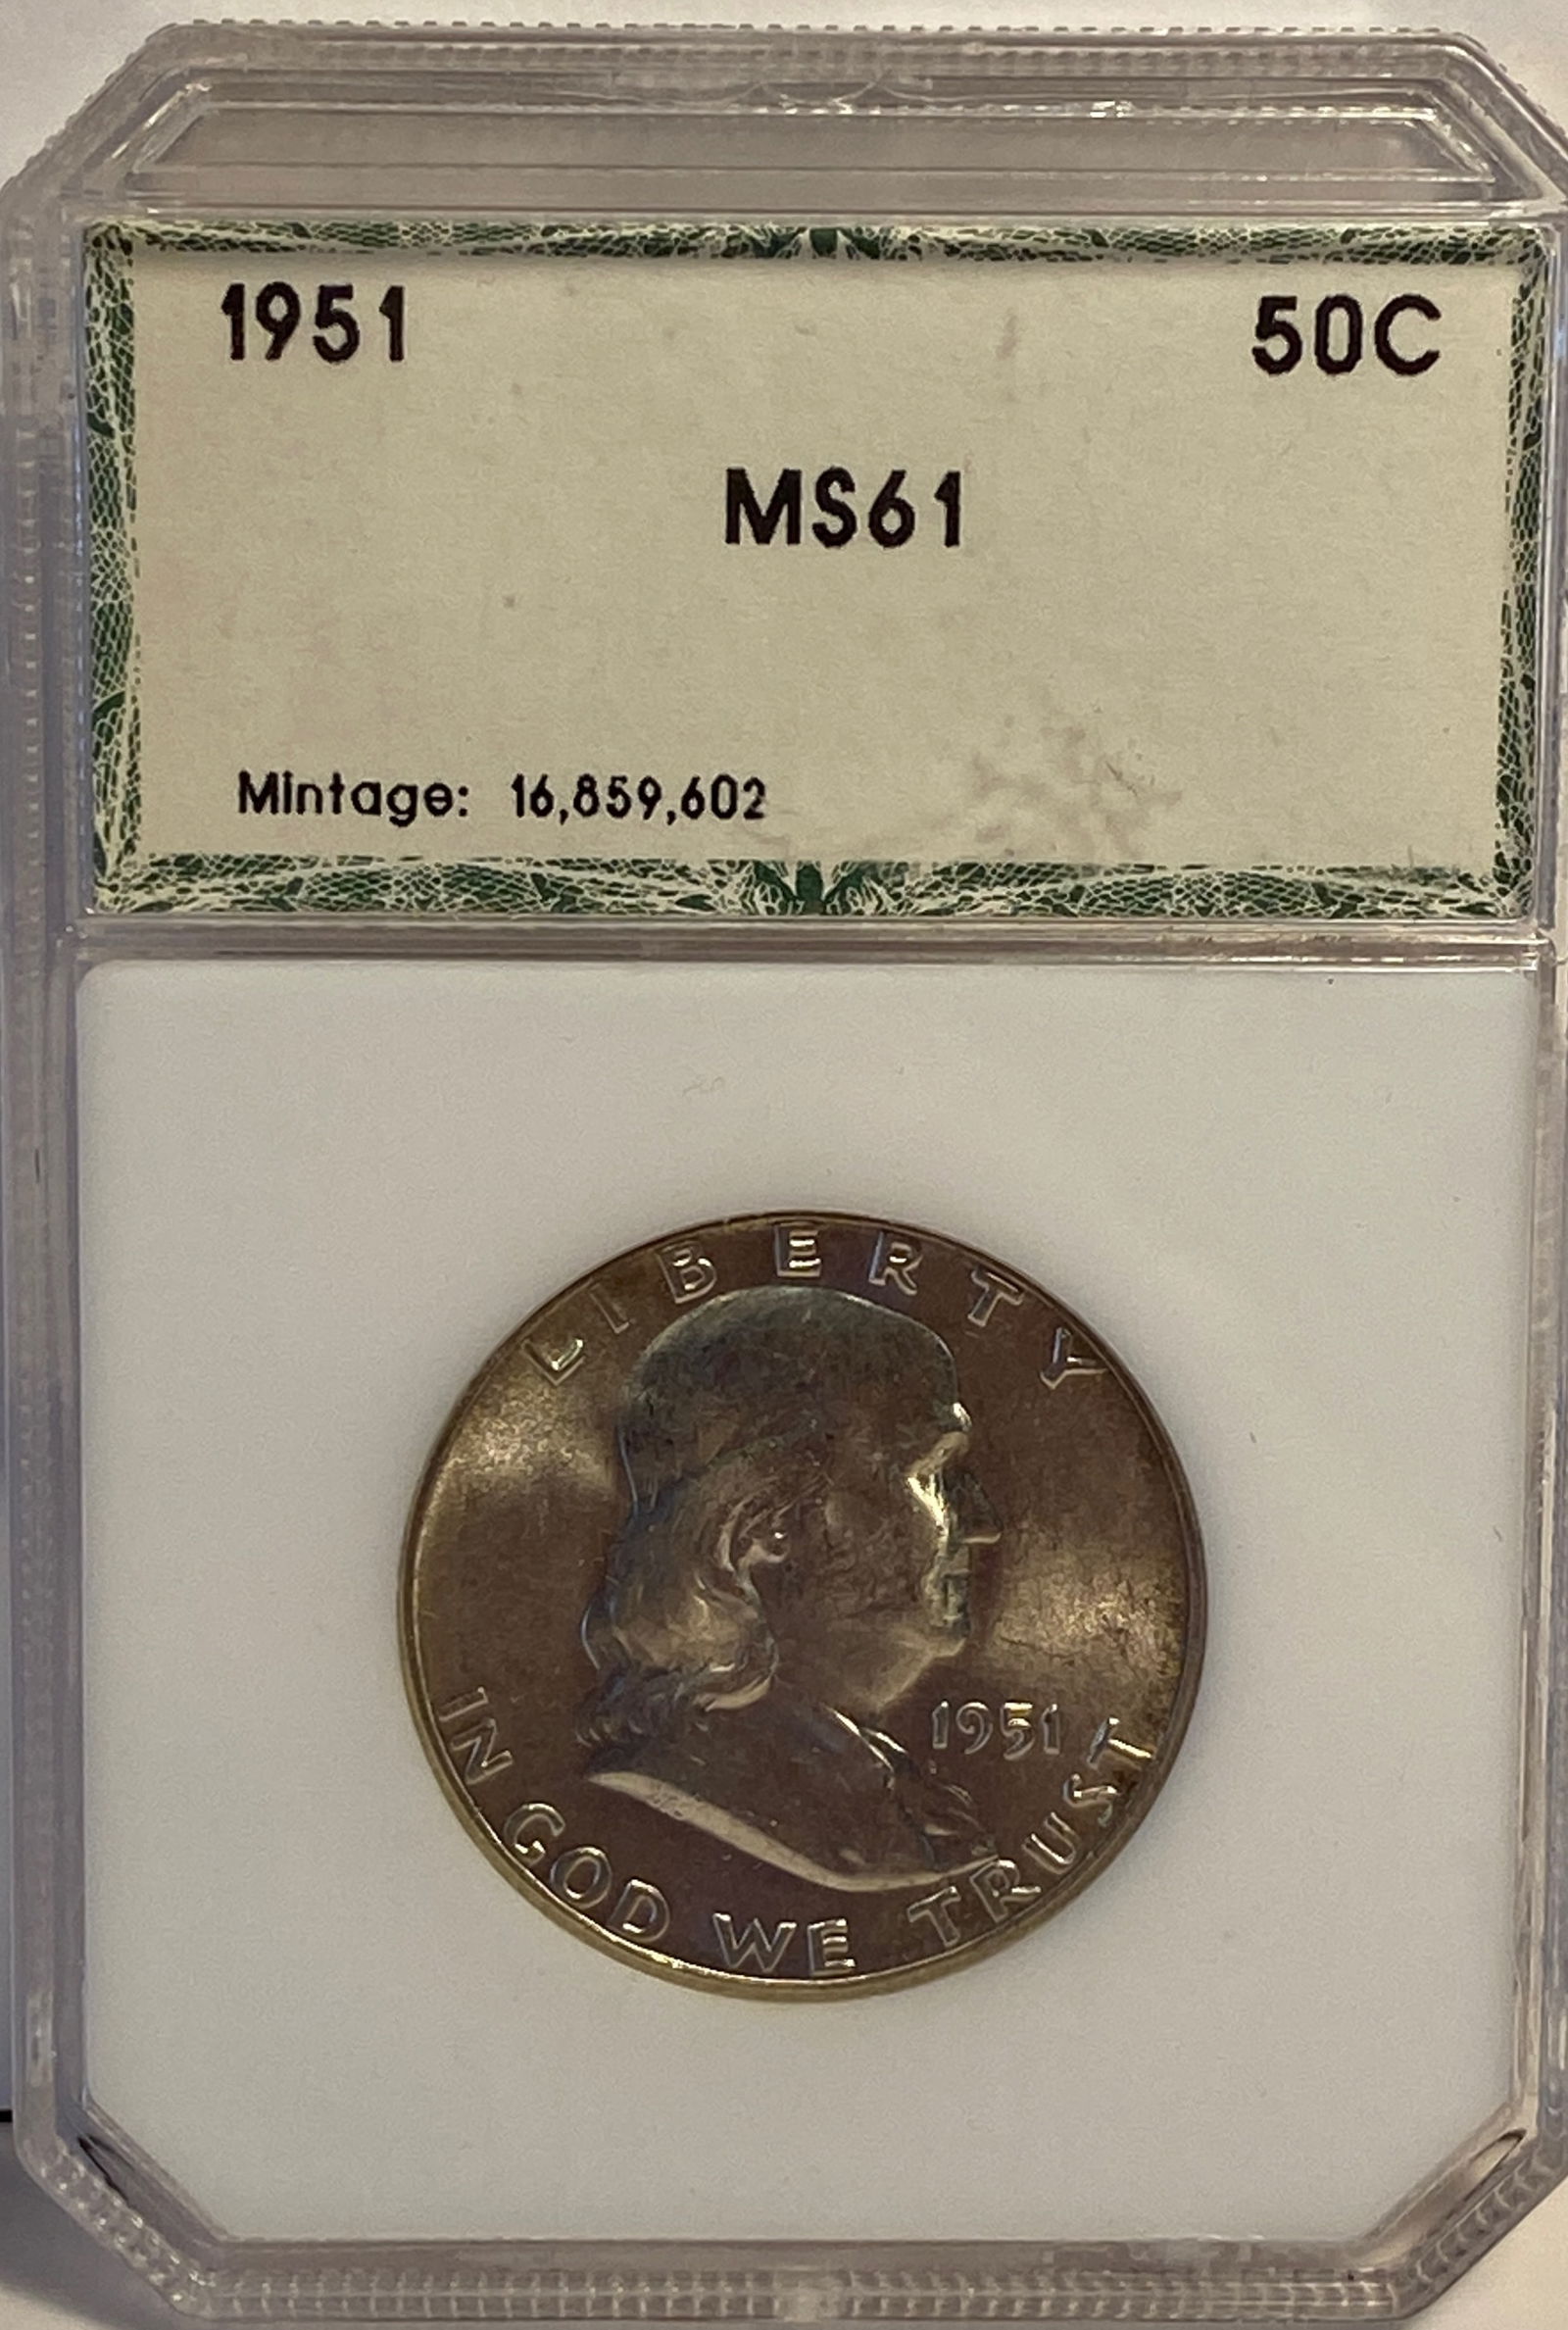 1951 50C
MS61
Mintage: 16,859,602
LIBERTY
1951
IN GOD WE TRUST